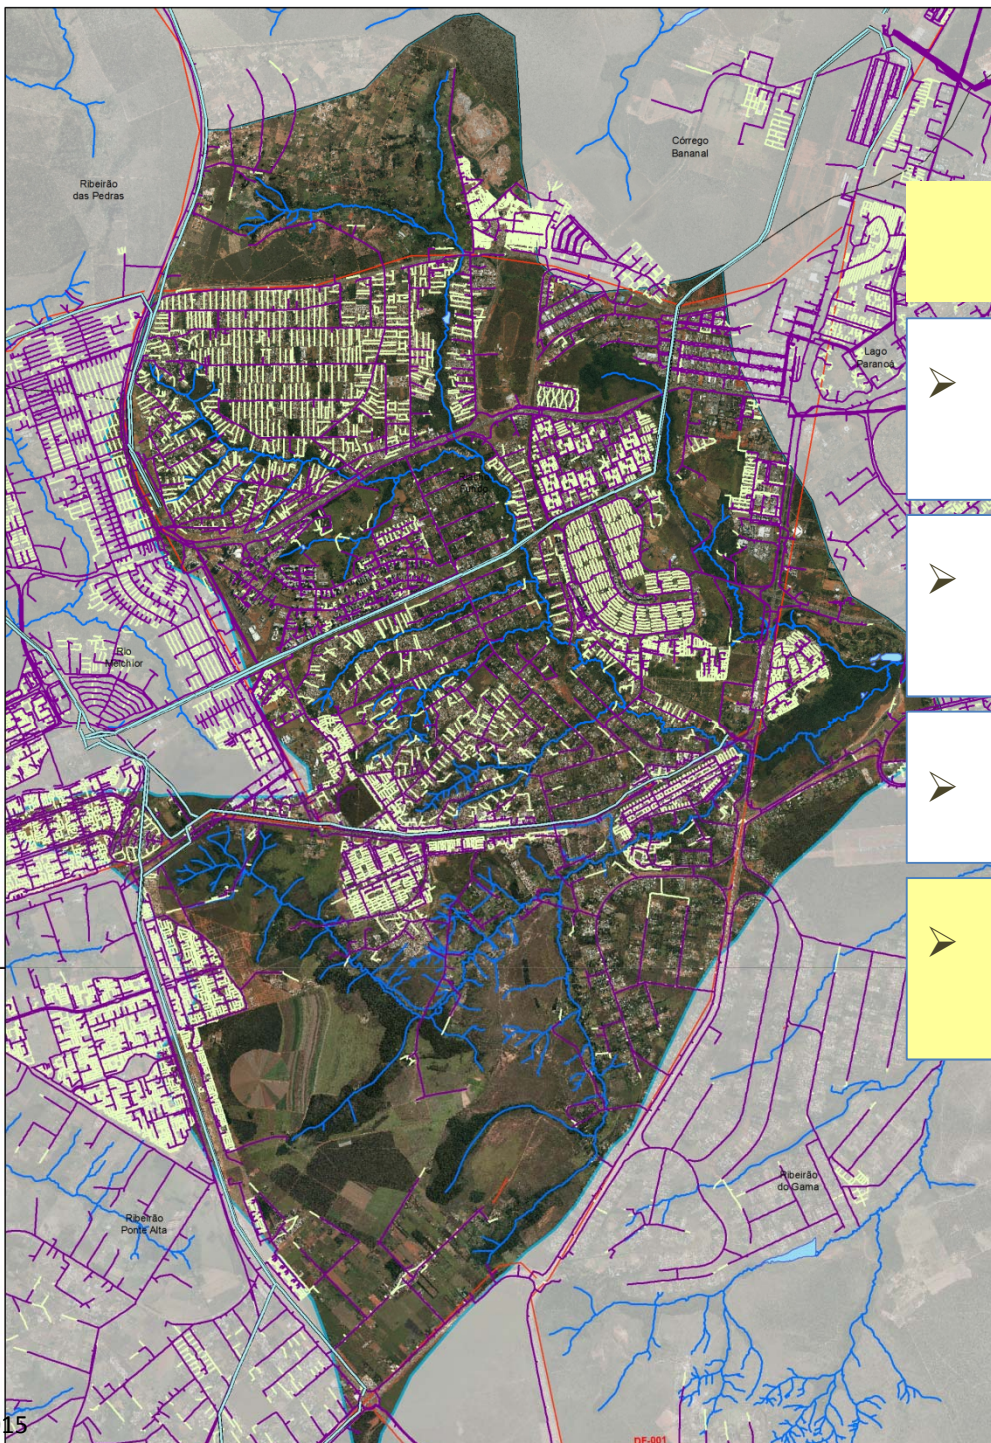 Córrego
Bananal
Ribeirão
das Pedras
Lago
Paranoá
Rio
Melchior
Ribeirão
do Gama
Ribeirão
Ponte Alta
15
DF-001